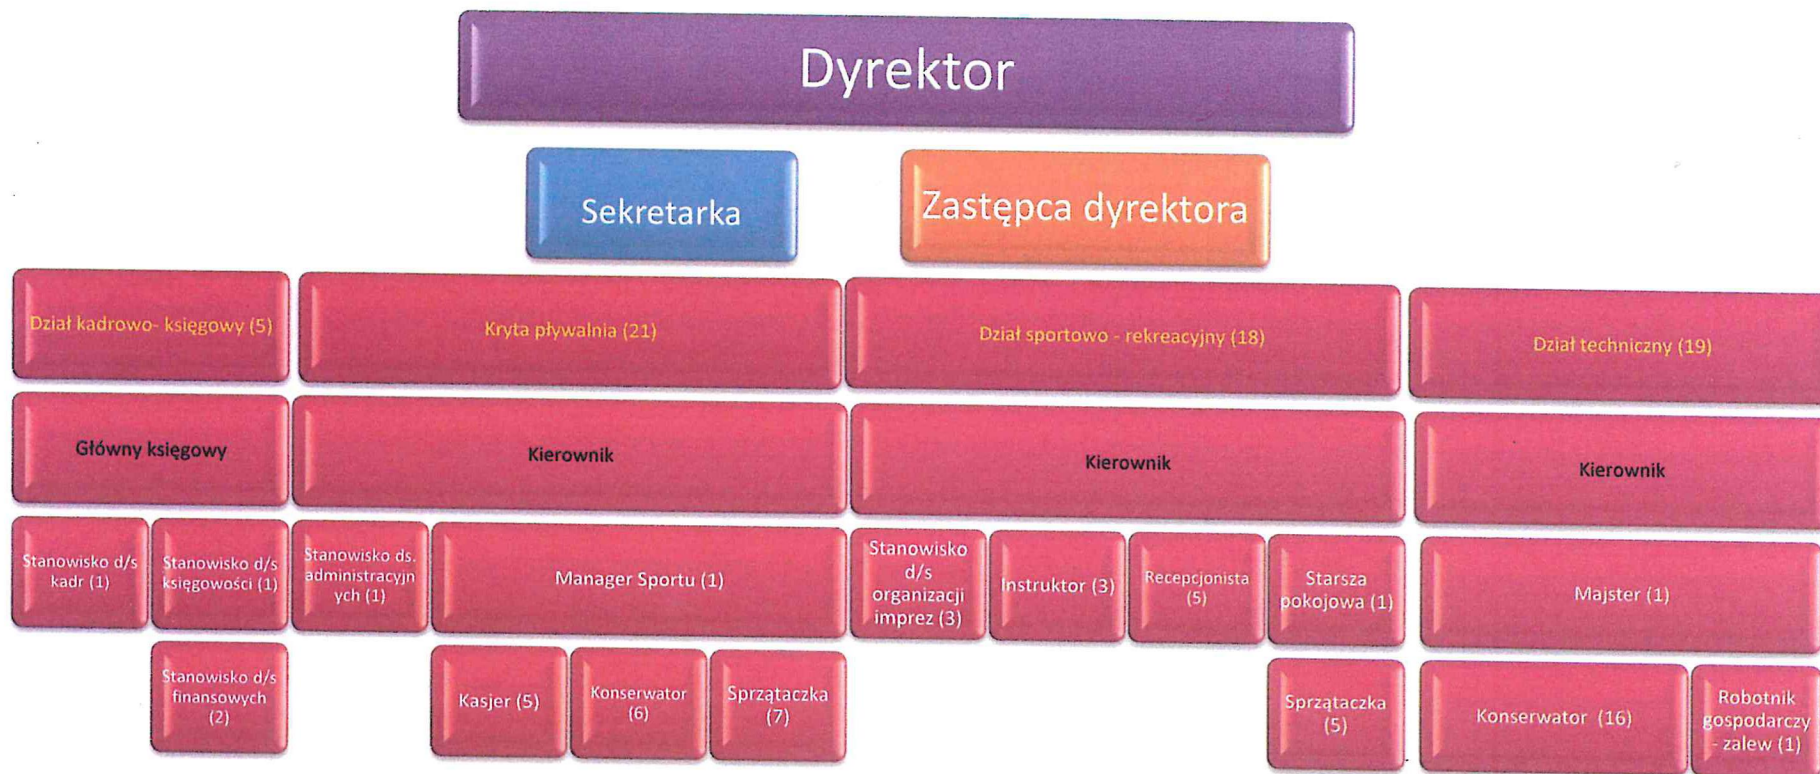 Dyrektor
Sekretarka
Zastępca dyrektora
Dział kadrowo- księgowy (5)
Kryta pływalnia (21)
Dział sportowo - rekreacyjny (18)
Dział techniczny (19)
Główny księgowy
Kierownik
Kierownik
Kierownik
Stanowisko d/s
kadr (1)
Stanowisko d/s
księgowości (1)
Stanowisko ds.
administracyjn
ych (1)
Manager Sportu (1)
Stanowisko
d/s
organizacji
imprez (3)
Instruktor (3)
Recepcjonista
(5)
Starsza
pokojowa (1)
Majster (1)
Stanowisko d/s
finansowych
(2)
Kasjer (5)
Konserwator
(6)
Sprzątaczka
(7)
Sprzątaczka
(5)
Konserwator (16)
Robotnik
gospodarczy
- zalew (1)